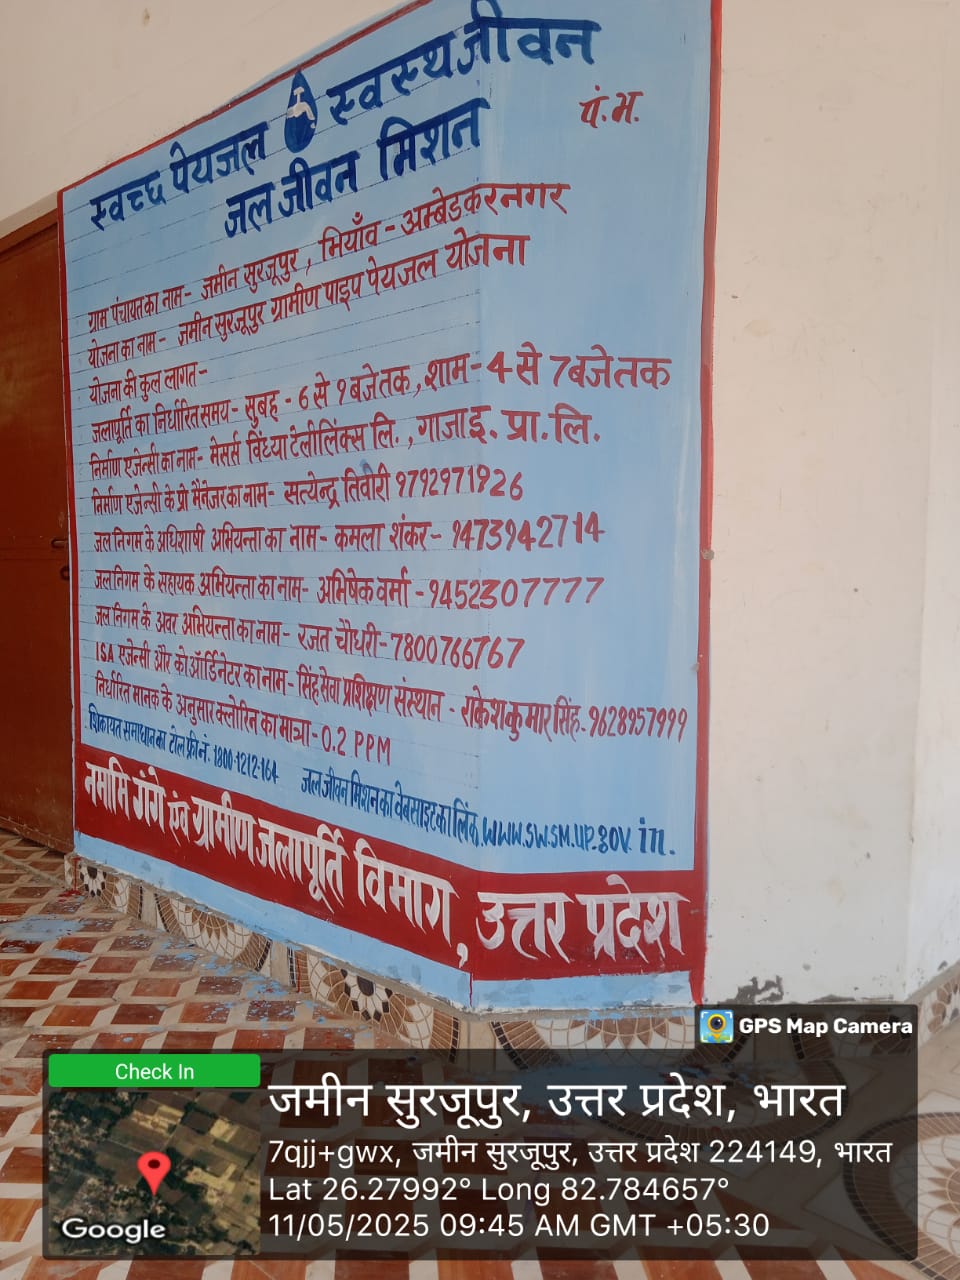 स्वच्छ पेयजल स्वस्थ जीवन
पं.भ.
जल जीवन मिशन
ग्राम पंचायत का नाम- जमीन सुरजूपुर, भियाँव - अम्बेडकरनगर
योजना का नाम- जमीन सुरजूपुर ग्रामीण पाइप पेयजल योजना
योजना की कुल लागत-
जलापूर्ति का निर्धारित समय- सुबह - 6 से 9 बजे तक, शाम- 4 से 7 बजे तक
निर्माण एजेन्सी का नाम- मेसर्स विंध्या टेलीलिंक्स लि., गाजा इ. प्रा. लि.
निर्माण एजेन्सी के प्रो मैनेजर का नाम- सत्येन्द्र तिवारी 9792971926
जल निगम के अधिशाषी अभियन्ता का नाम- कमला शंकर- 9473942714
जल निगम के सहायक अभियन्ता का नाम- अभिषेक वर्मा -9452307777
जल निगम के अवर अभियन्ता का नाम- रजत चौधरी-7800766767
ISA एजेन्सी और को ऑर्डिनेटर का नाम- सिंह सेवा प्रशिक्षण संस्थान - राकेश कुमार सिंह- 9628957999
निर्धारित मानक के अनुसार क्लोरिन का मात्रा-0.2 PPM
शिकायत समाधान का टोल फ्री नं. 1800-1212-164
जल जीवन मिशन का वेबसाइट का लिंक www.swsm.up.gov.in.
नमामि गंगे एंव ग्रामीण जलापूर्ति विभाग, उत्तर प्रदेश
GPS Map Camera
Check In
जमीन सुरजूपुर, उत्तर प्रदेश, भारत
7qjj+gwx, जमीन सुरजूपुर, उत्तर प्रदेश 224149, भारत
Lat 26.27992° Long 82.784657°
11/05/2025 09:45 AM GMT +05:30
Google